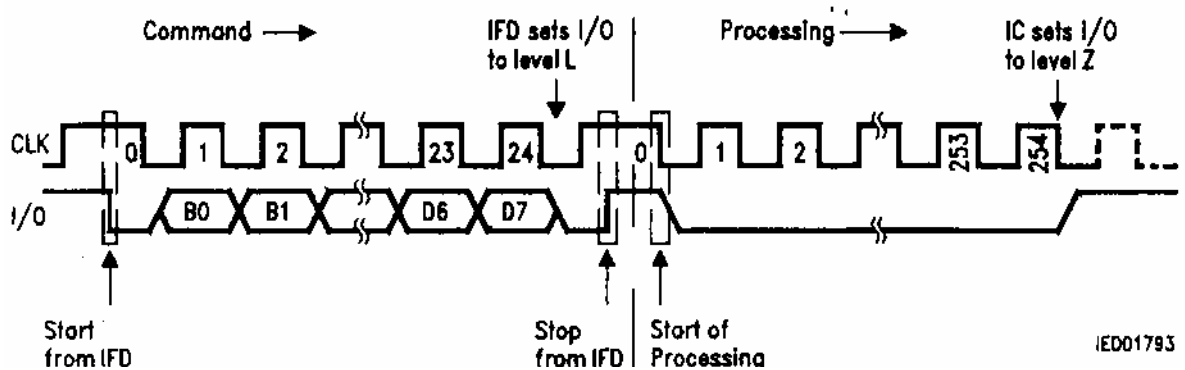 Command
IFD sets I/O
to level L
Processing
IC sets I/O
to level Z
CLK 0 1 2 23 24 0 1 2 253 254
I/O B0 B1 D6 D7
Start
from IFD
Stop
from IFD
Start of
Processing
IED01793